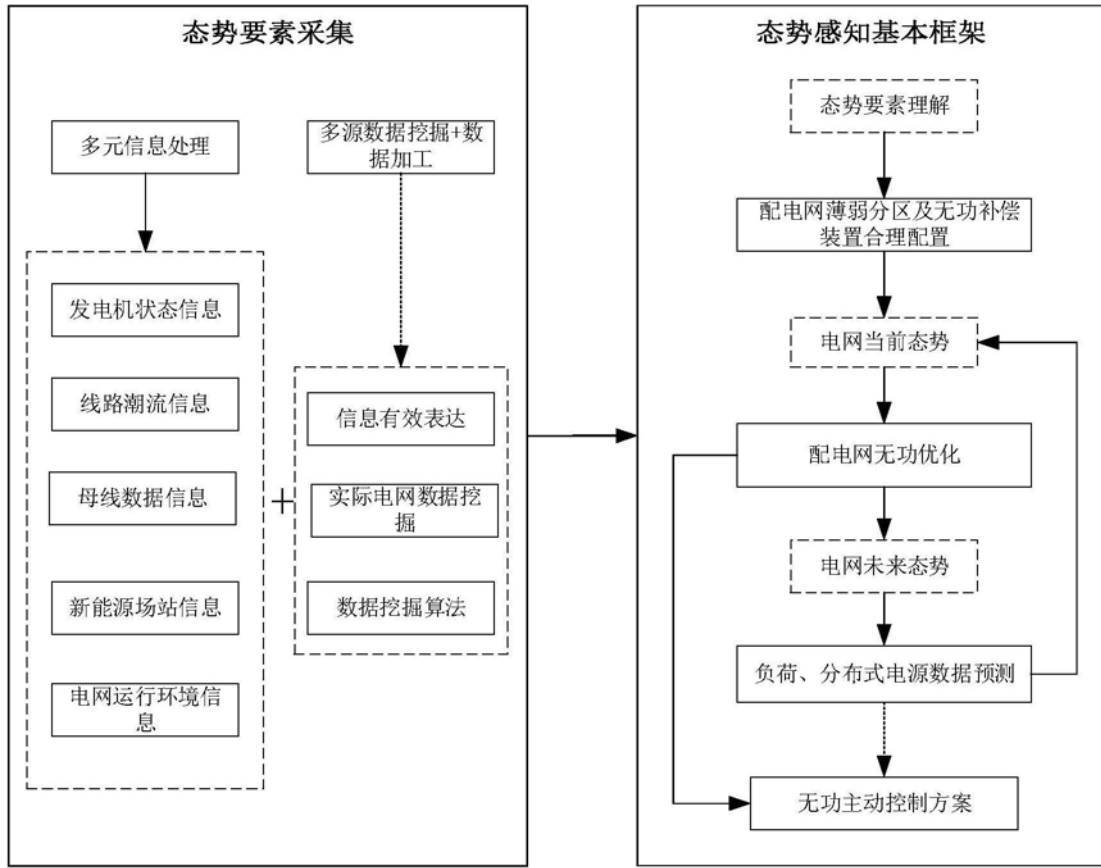 态势要素采集
多元信息处理
发电机状态信息
线路潮流信息
母线数据信息
新能源场站信息
电网运行环境信
息
+
多源数据挖掘+数
据加工
信息有效表达
实际电网数据挖
掘
数据挖掘算法
态势感知基本框架
态势要素理解
配电网薄弱分区及无功补偿
装置合理配置
电网当前态势
配电网无功优化
电网未来态势
负荷、分布式电源数据预测
无功主动控制方案